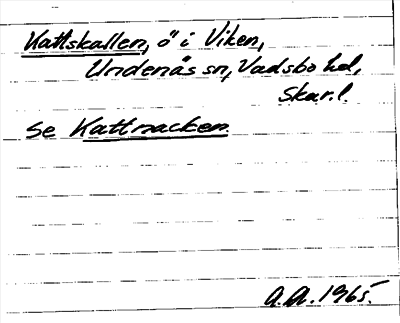 Kattskallen, ö i Viken,
Undenäs sn, Vadsbo hd,
Skar.l.
se Kattnacken.
A.A. 1965.